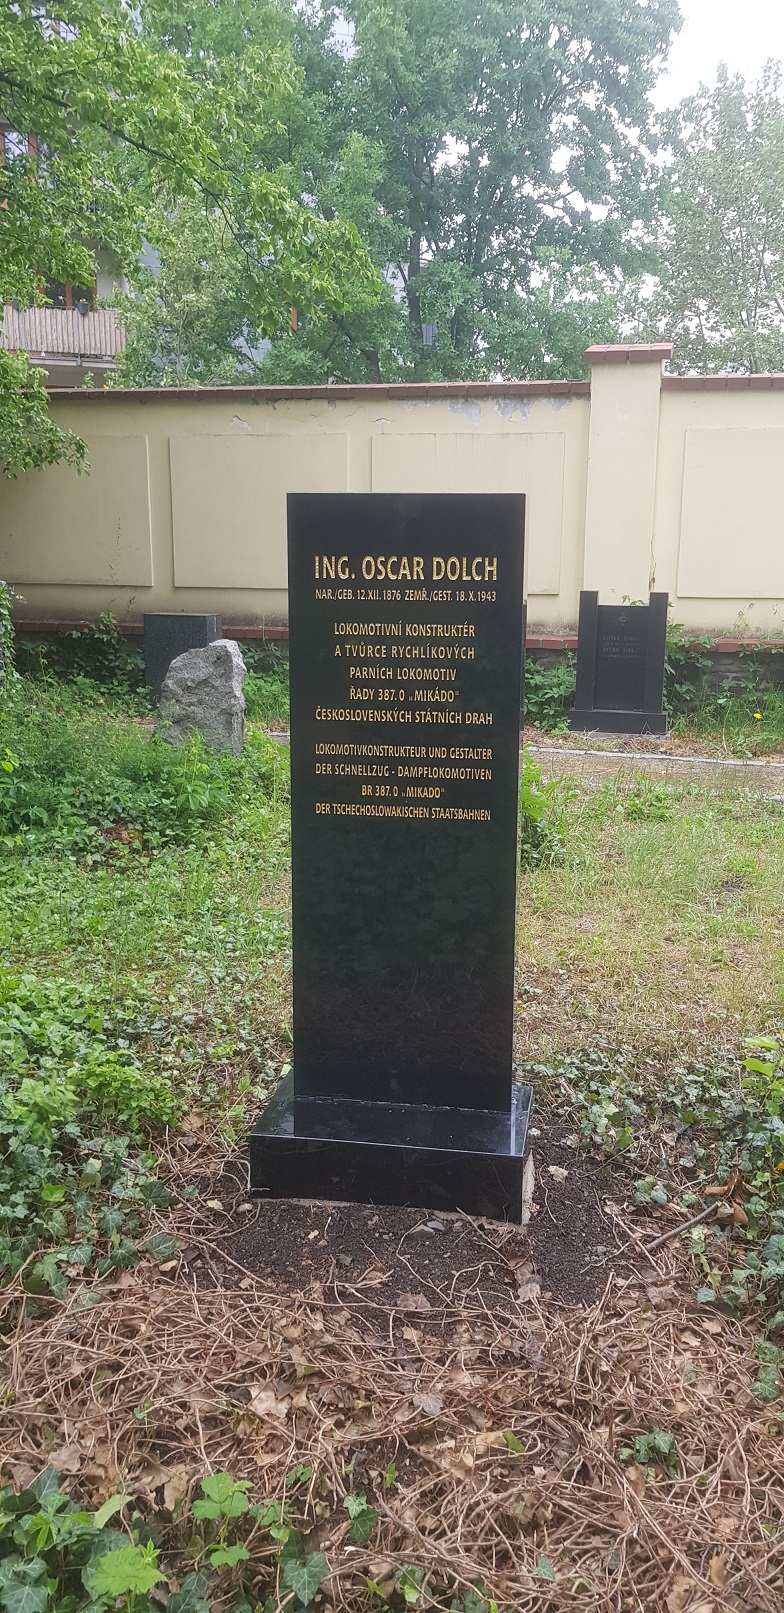 ING. OSCAR DOLCH
NAR./GEB. 12.XII.1876 ZEMŘ./GEST. 18.X.1943
LOKOMOTIVNÍ KONSTRUKTÉR
A TVŮRCE RYCHLÍKOVÝCH
PARNÍCH LOKOMOTIV
ŘADY 387.0 „MIKÁDO"
ČESKOSLOVENSKÝCH STÁTNÍCH DRAH
LOKOMOTIVKONSTRUKTEUR UND GESTALTER
DER SCHNELLZUG - DAMPFLOKOMOTIVEN
BR 387.0 „MIKADO"
DER TSCHECHOSLOWAKISCHEN STAATSBAHNEN